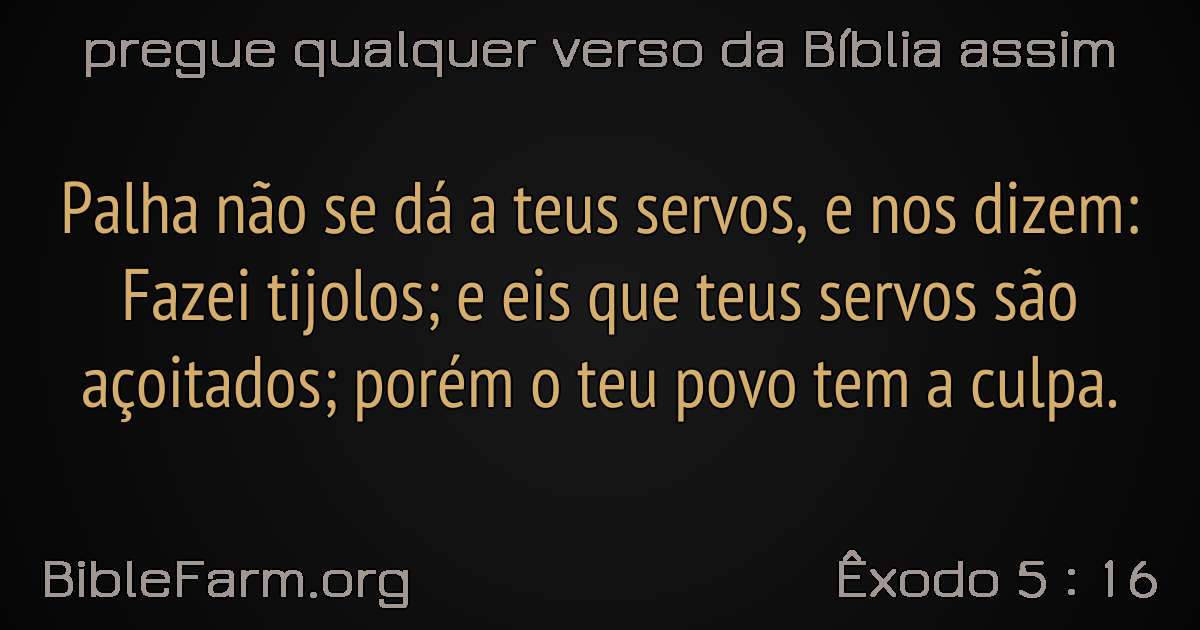 pregue qualquer verso da Bíblia assim
Palha não se dá a teus servos, e nos dizem:
Fazei tijolos; e eis que teus servos são
açoitados; porém o teu povo tem a culpa.
BibleFarm.org
Êxodo 5 : 16